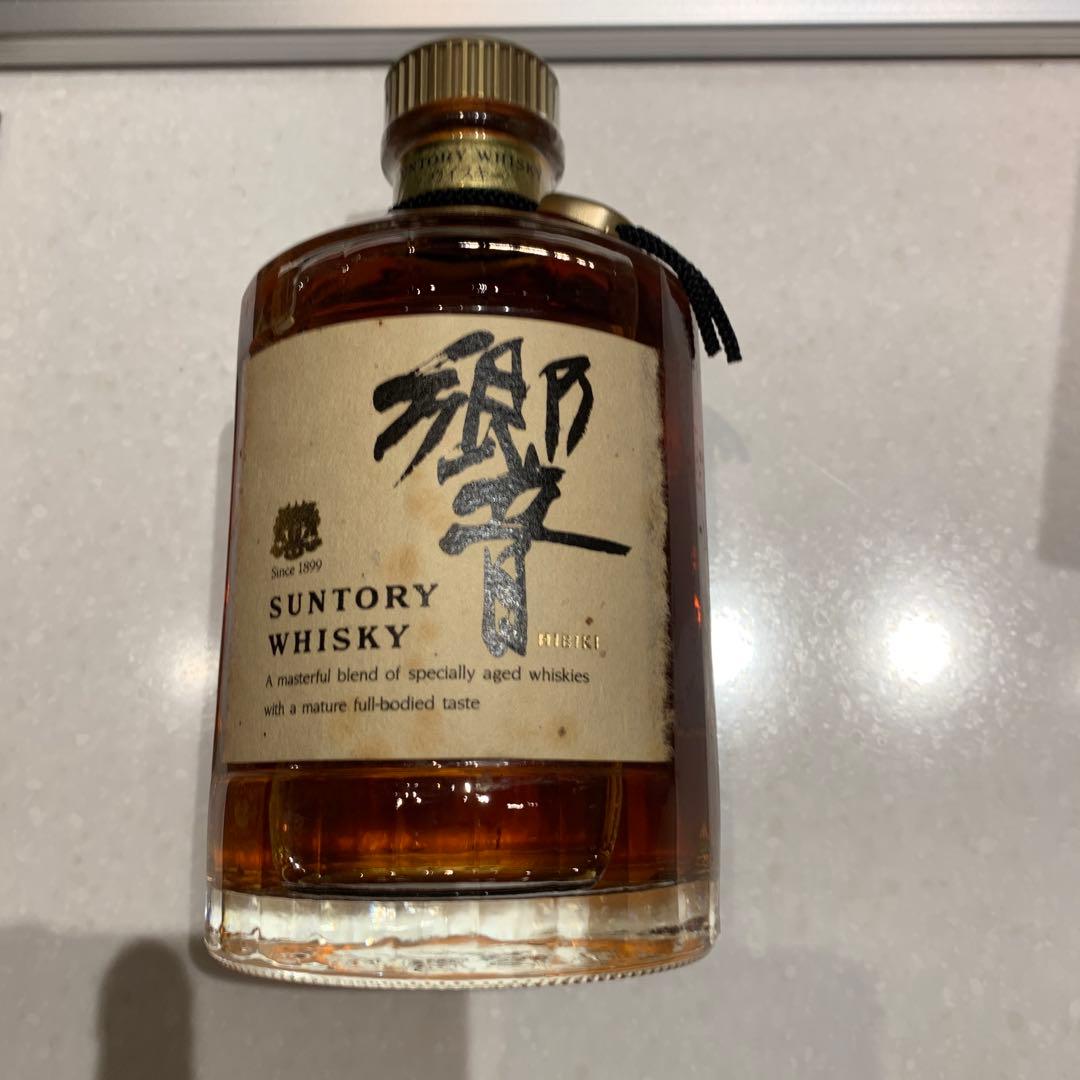 SUNTORY WHISKY
響
Since 1899
SUNTORY
WHISKY
HIBIKI
A masterful blend of specially aged whiskies
with a mature full-bodied taste